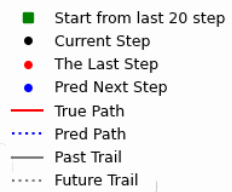 Start from last 20 step
Current Step
The Last Step
Pred Next Step
True Path
Pred Path
Past Trail
Future Trail